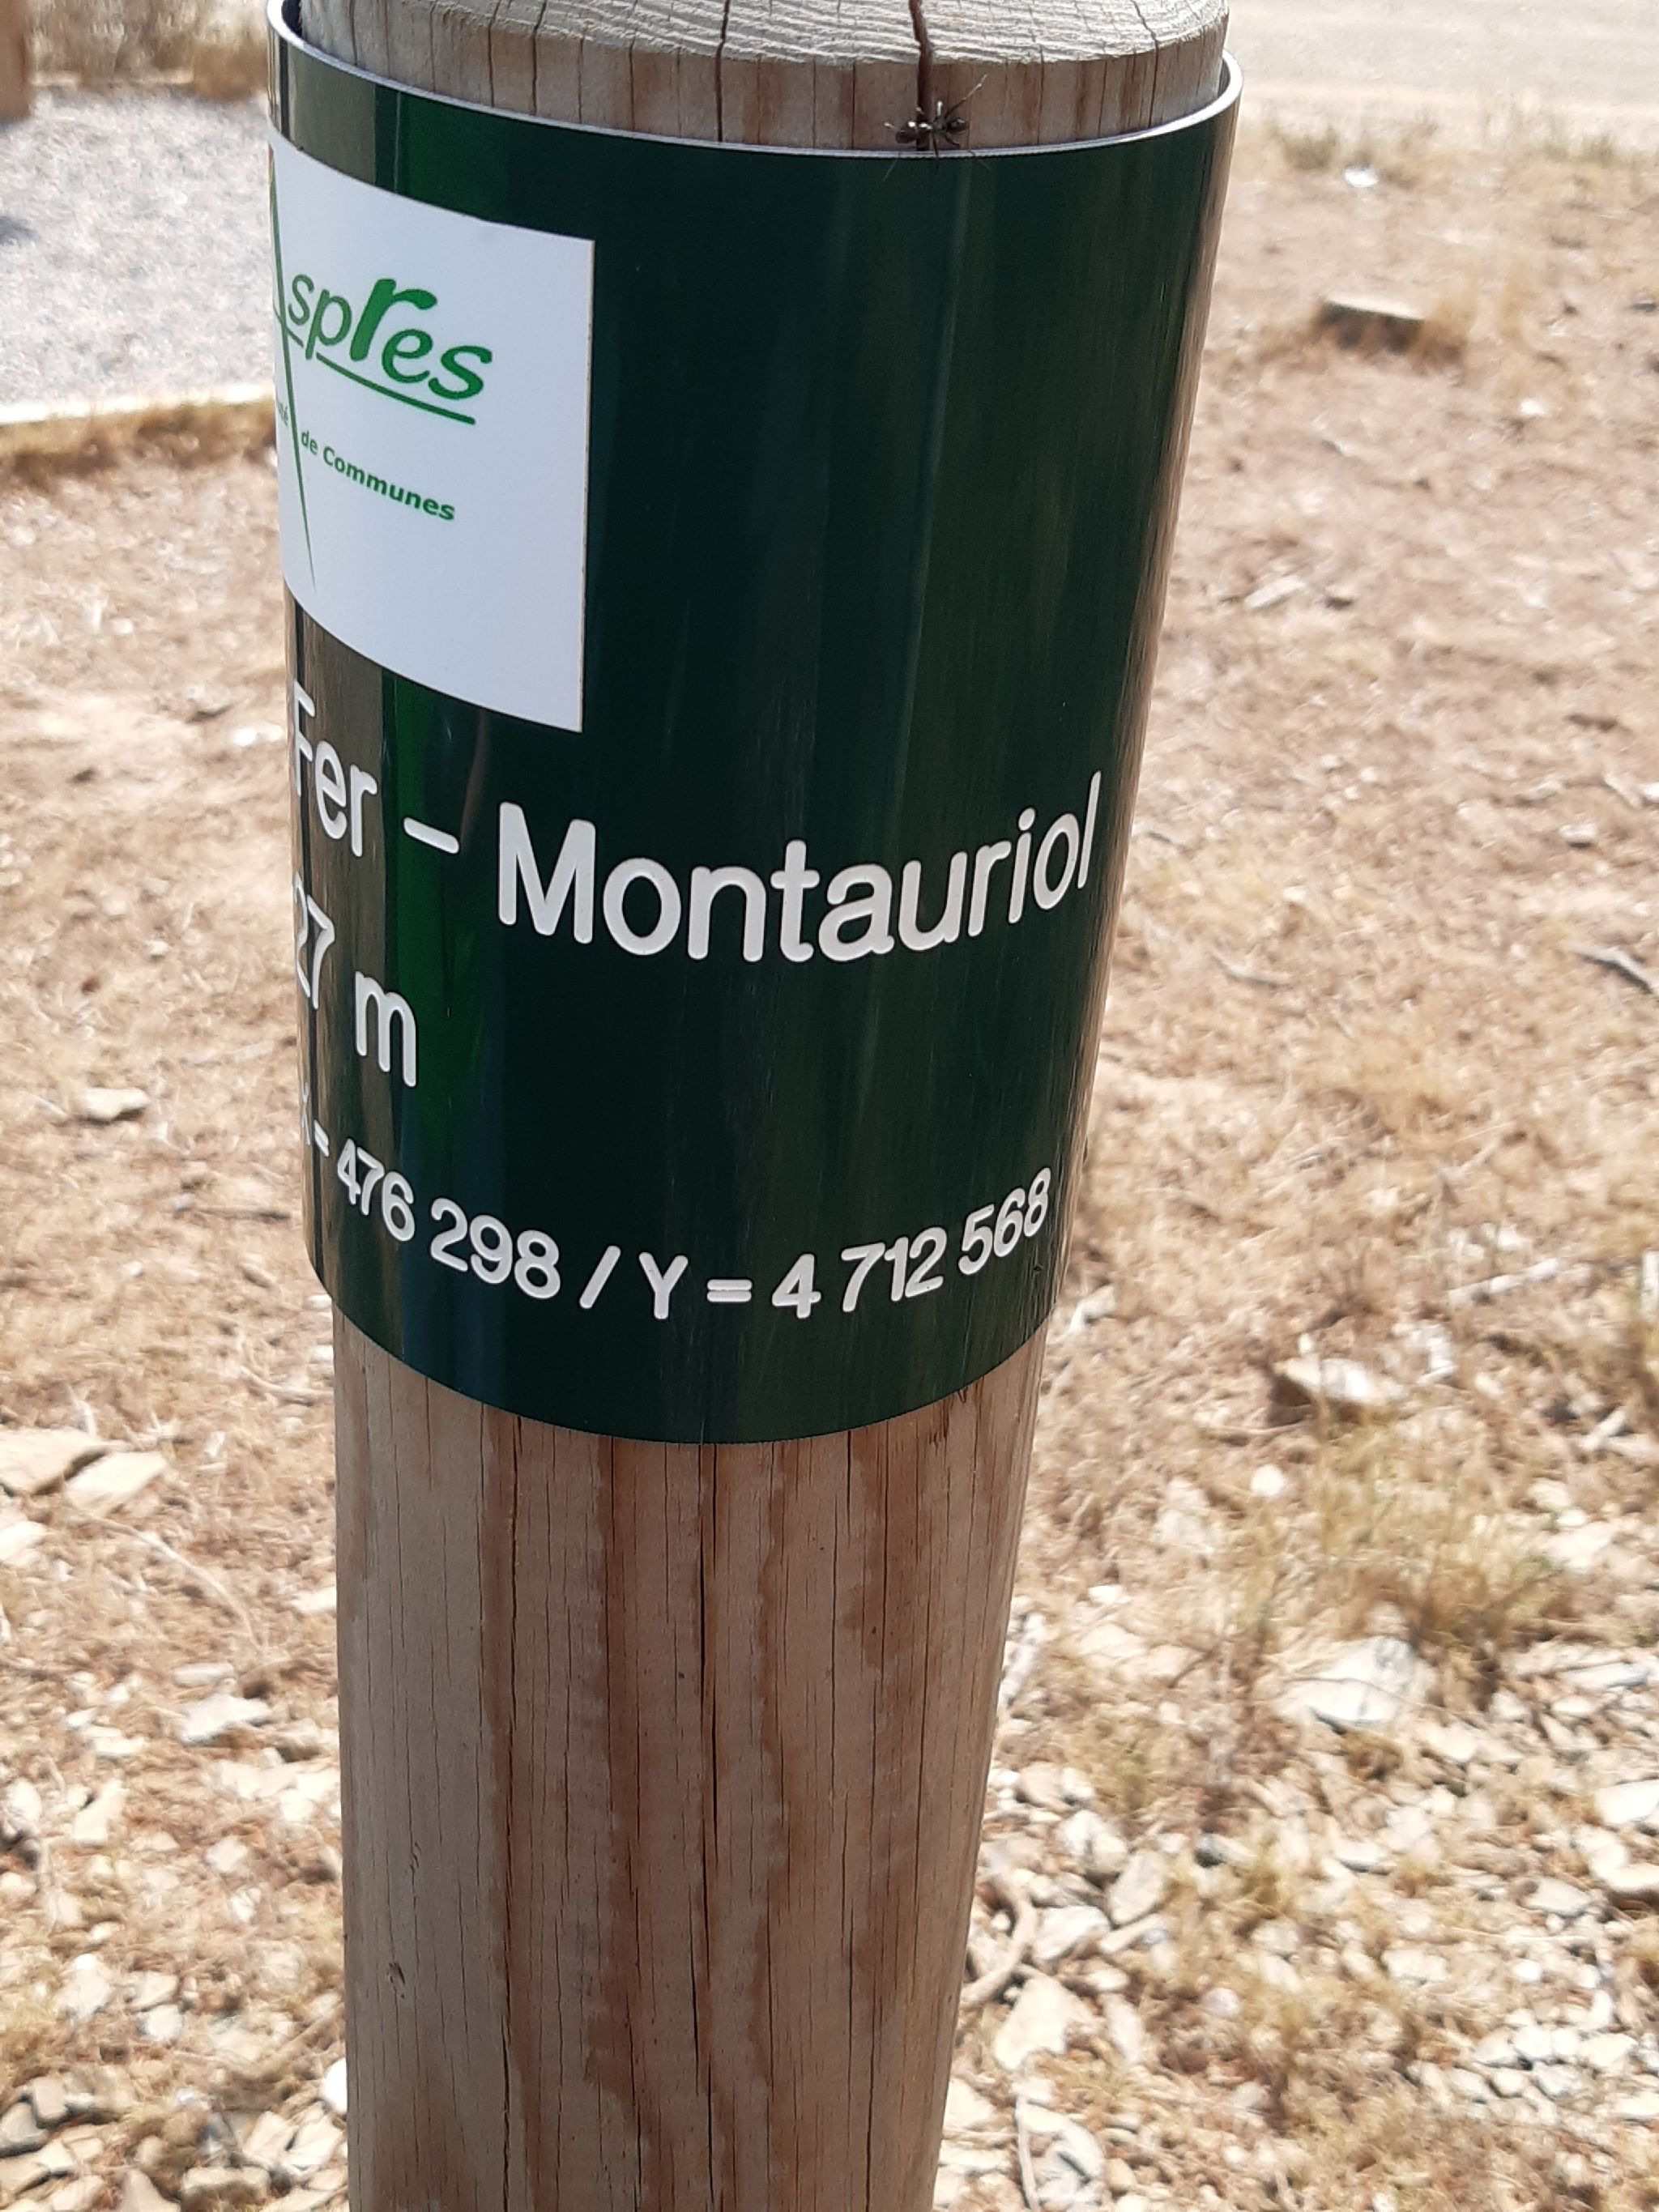 spres
de Communes
Fer – Montauriol
27 m
X = 476 298 / Y = 4 712 568